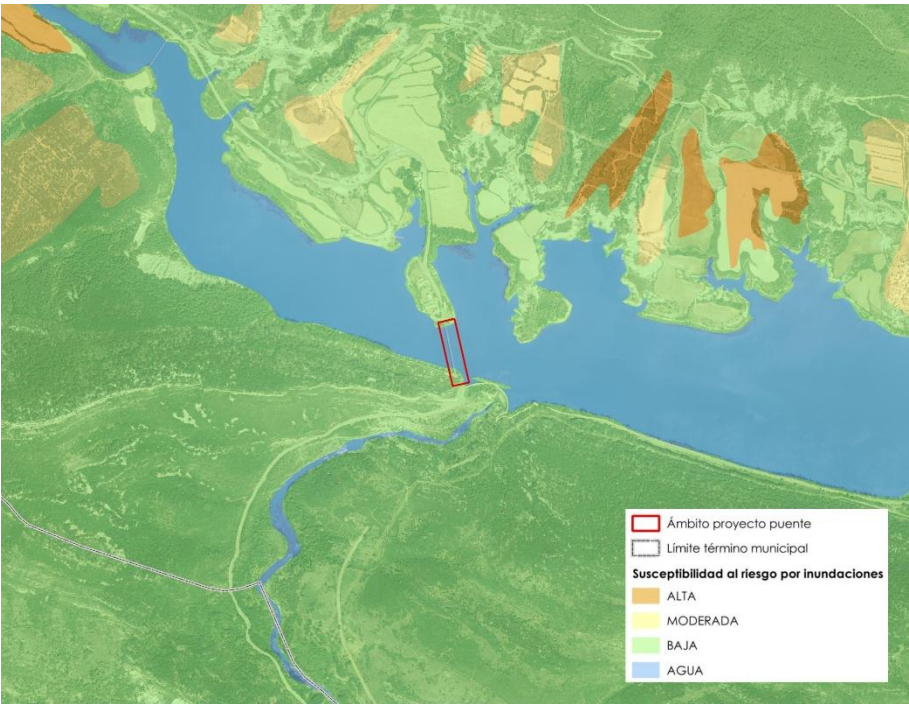 Ámbito proyecto puente
Límite término municipal
Susceptibilidad al riesgo por inundaciones
ALTA
MODERADA
BAJA
AGUA